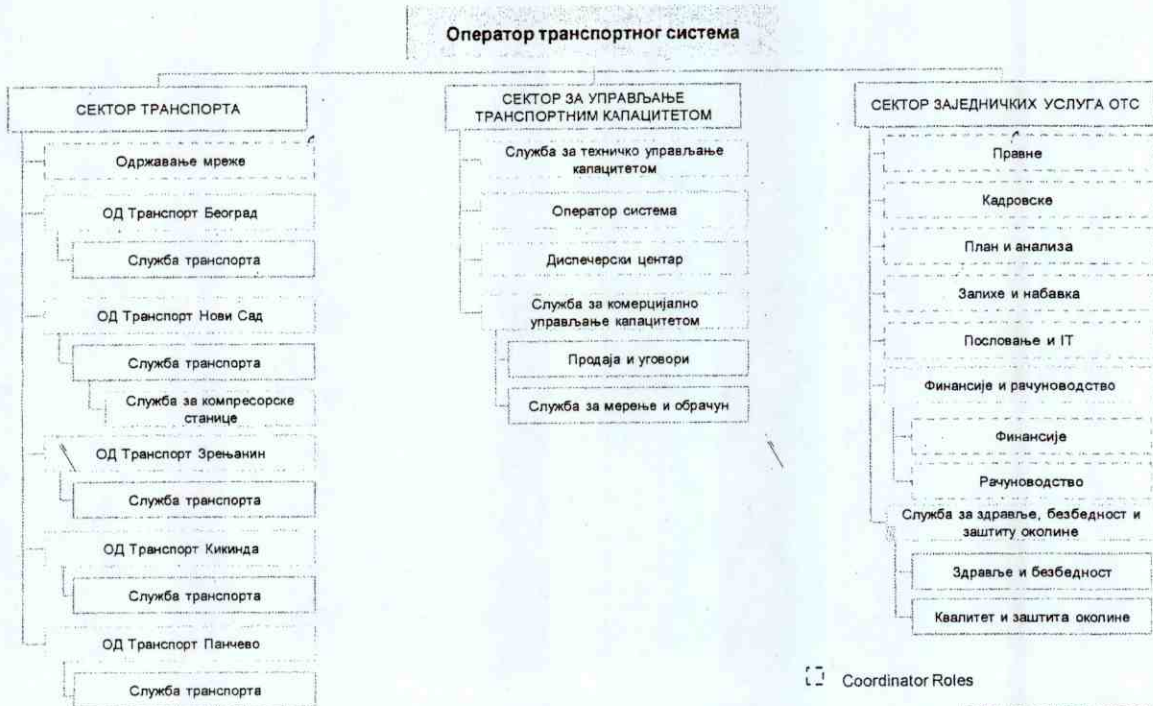 Оператор транспортног система
СЕКТОР ТРАНСПОРТА
Одржавање мреже
ОД Транспорт Београд
Служба транспорта
ОД Транспорт Нови Сад
Служба транспорта
Служба за компресорске
станице
ОД Транспорт Зрењанин
Служба транспорта
ОД Транспорт Кикинда
Служба транспорта
ОД Транспорт Панчево
Служба транспорта
СЕКТОР ЗА УПРАВЉАЊЕ
ТРАНСПОРТНИМ КАПАЦИТЕТОМ
Служба за техничко управљање
капацитетом
Оператор система
Диспечерски центар
Служба за комерцијално
управљање капацитетом
Продаја и уговори
Служба за мерење и обрачун
СЕКТОР ЗАЈЕДНИЧКИХ УСЛУГА ОТС
Правне
Кадровске
План и анализа
Залихе и набавка
Пословање и IT
Финансије и рачуноводство
Финансије
Рачуноводство
Служба за здравље, безбедност и
заштиту околине
Здравље и безбедност
Квалитет и заштита околине
Coordinator Roles